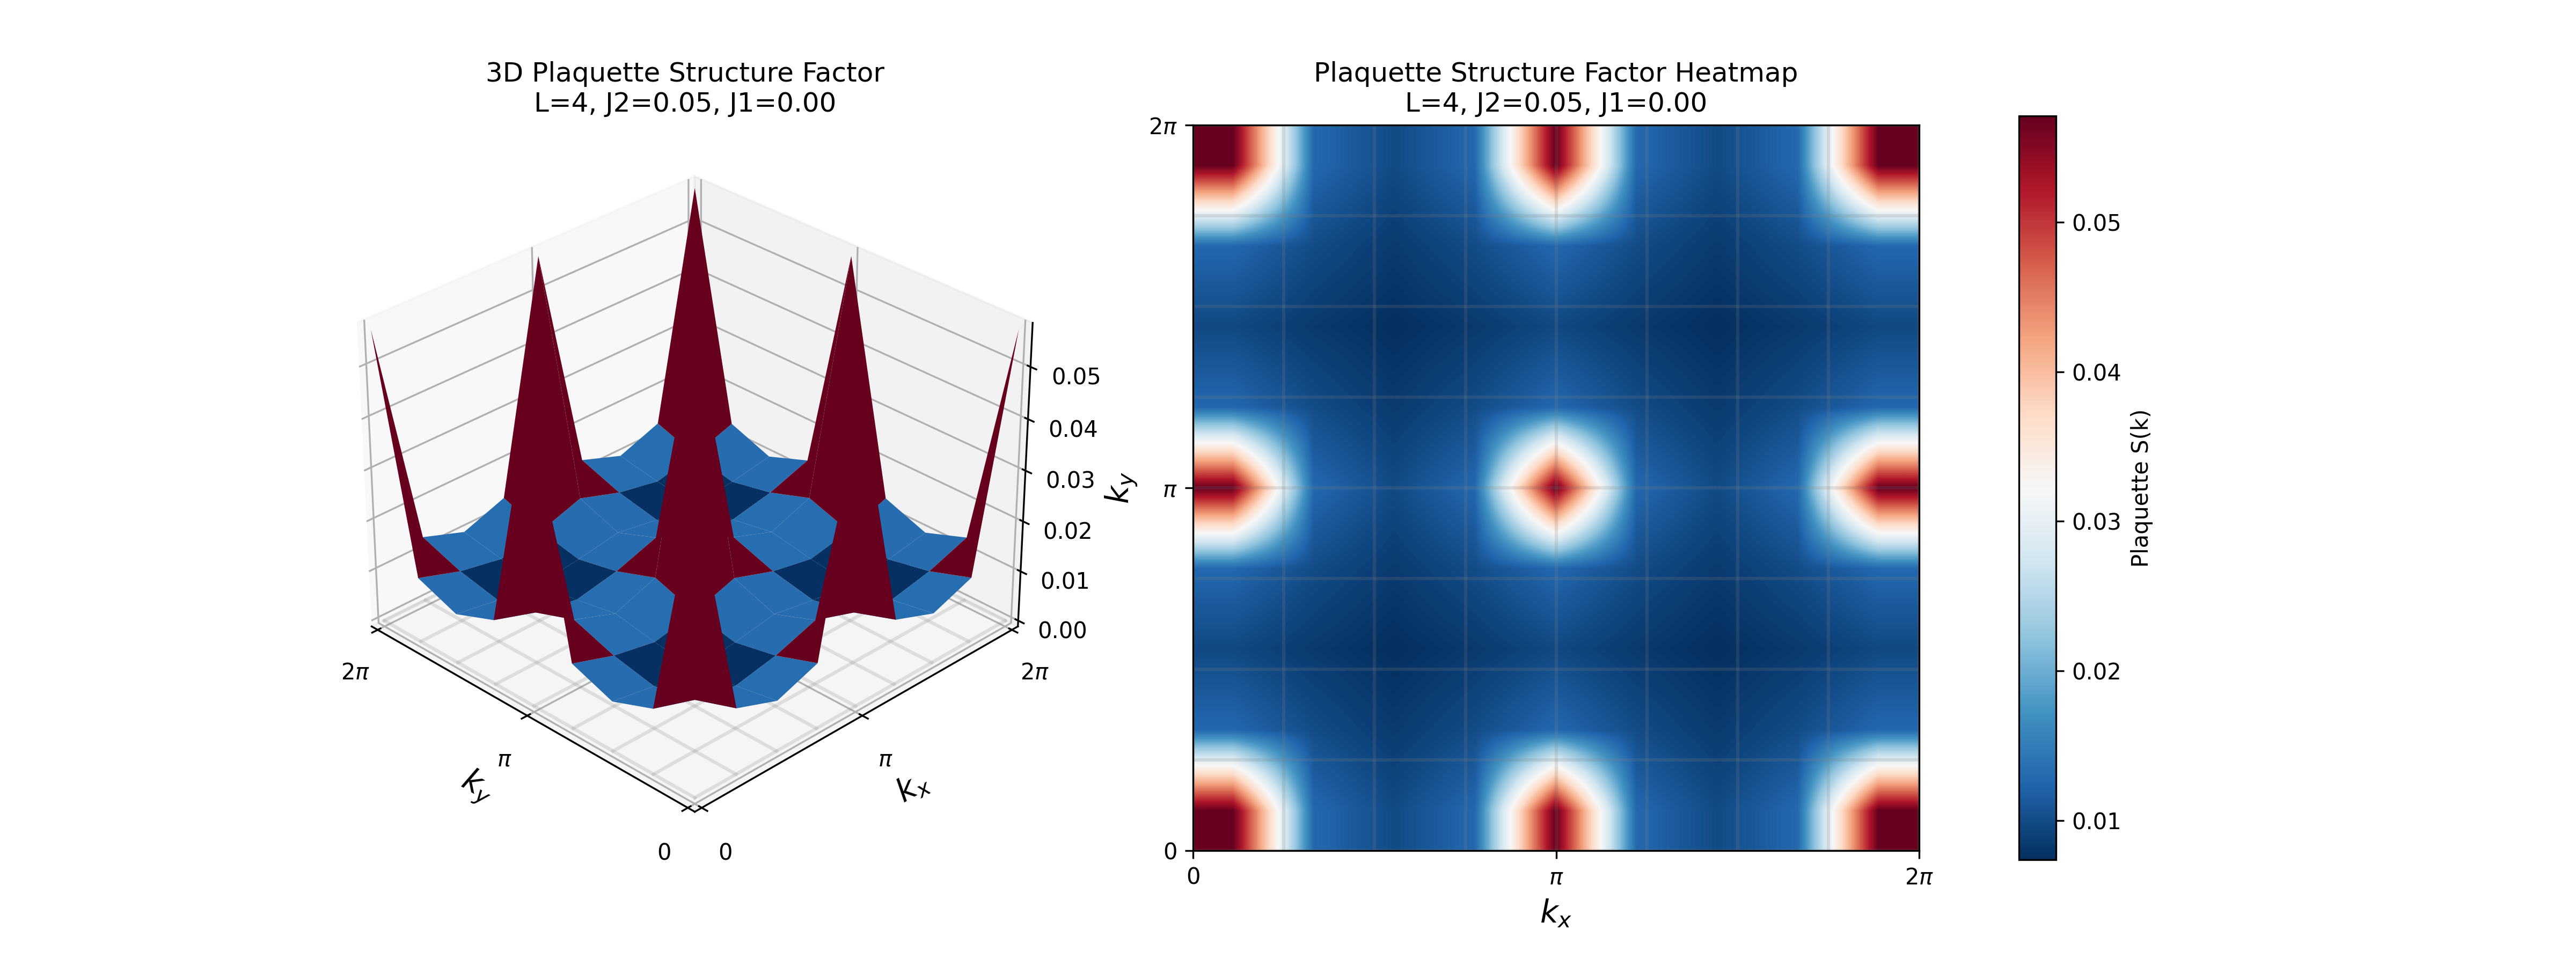 3D Plaquette Structure Factor
L=4, J2=0.05, J1=0.00
0.05
0.04
0.03
0.02
0.01
0.00
2π
π
0
k_y
0
π
2π
k_x
Plaquette Structure Factor Heatmap
L=4, J2=0.05, J1=0.00
2π
π
0
k_y
0
π
2π
k_x
0.05
0.04
0.03
0.02
0.01
Plaquette S(k)